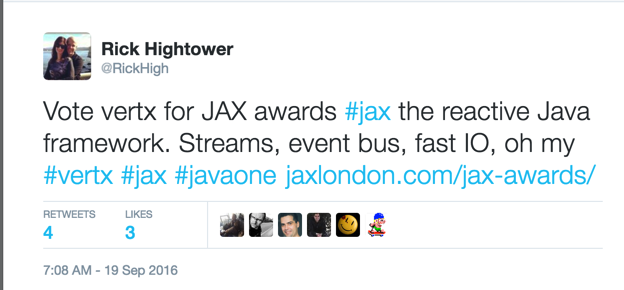 Rick Hightower
@RickHigh
Vote vertx for JAX awards #jax the reactive Java
framework. Streams, event bus, fast IO, oh my
#vertx #jax #javaone jaxlondon.com/jax-awards/
RETWEETS LIKES
4 3
7:08 AM - 19 Sep 2016